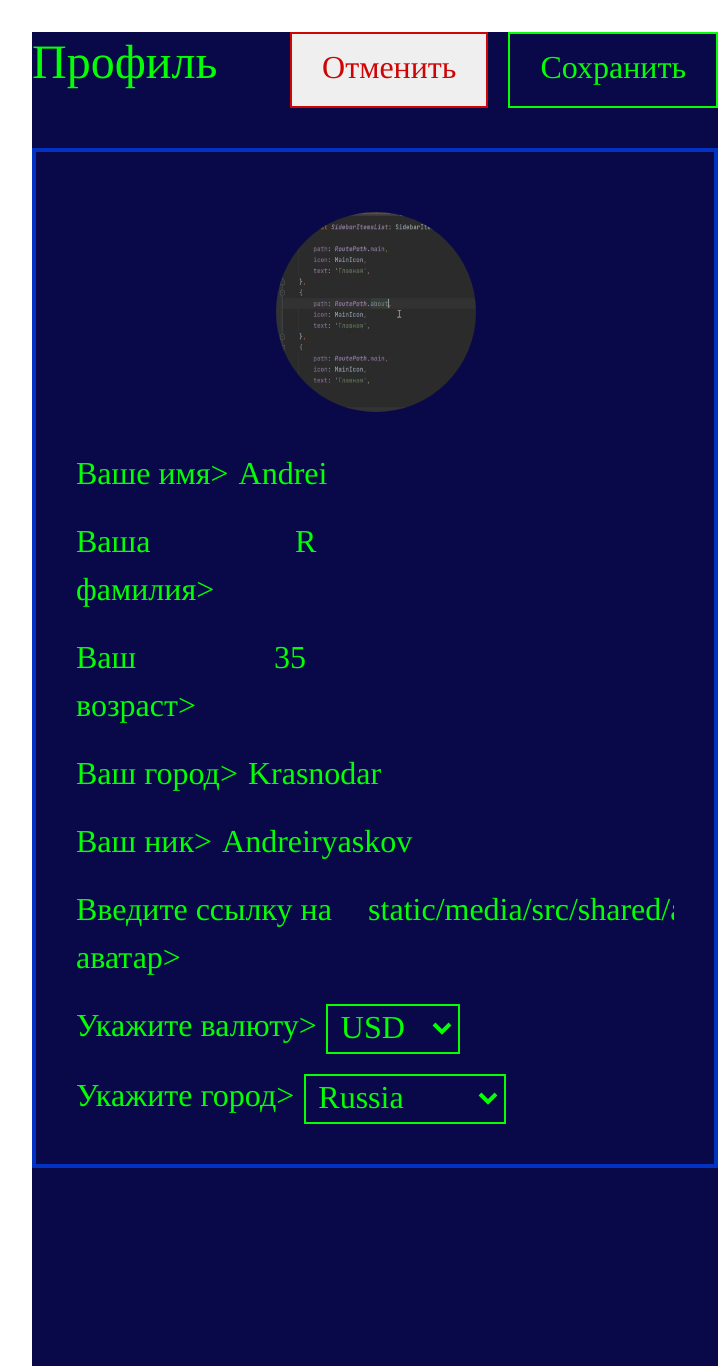 Профиль
Отменить
Сохранить
SidebarItemsList: SidebarIte
path: RoutePath.main,
icon: MainIcon,
text: 'Главная',
},
{
path: RoutePath.about,
icon: MainIcon,
text: 'Главная',
},
{
path: RoutePath.main,
icon: MainIcon,
text: 'Главная',
Ваше имя> Andrei
Ваша R
фамилия>
Ваш 35
возраст>
Ваш город> Krasnodar
Ваш ник> Andreiryaskov
Введите ссылку на static/media/src/shared/
аватар>
Укажите валюту> USD
Укажите город> Russia